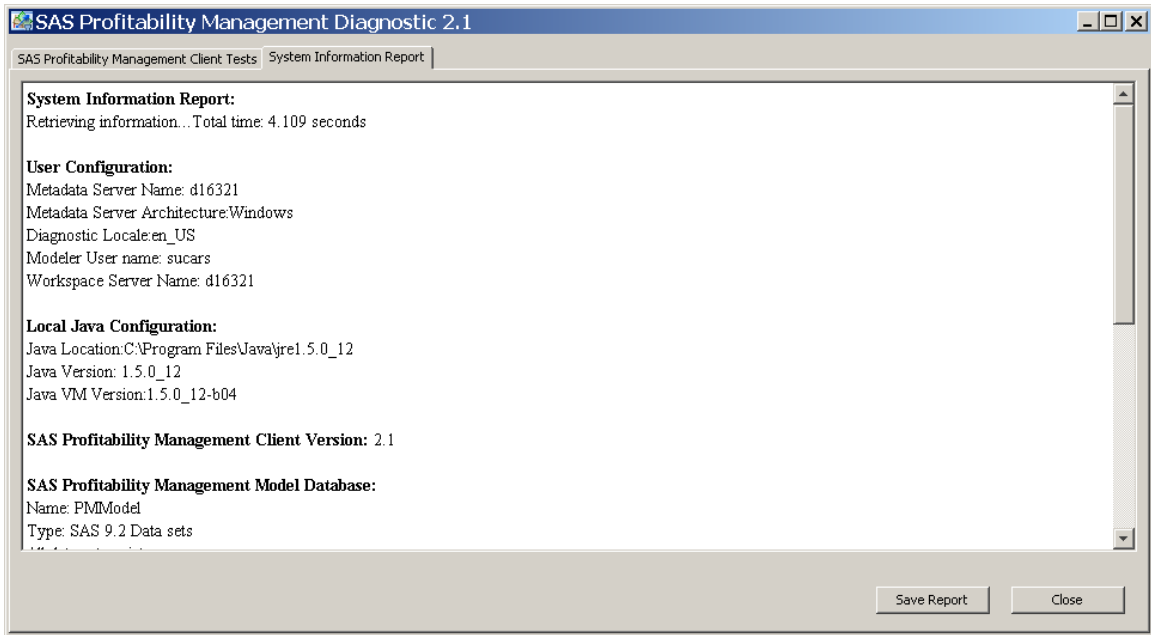 SAS Profitability Management Diagnostic 2.1
SAS Profitability Management Client Tests System Information Report
System Information Report:
Retrieving information...Total time: 4.109 seconds
User Configuration:
Metadata Server Name: d16321
Metadata Server Architecture:Windows
Diagnostic Locale:en_US
Modeler User name: sucars
Workspace Server Name: d16321
Local Java Configuration:
Java Location:C:\Program Files\Java\jre1.5.0_12
Java Version: 1.5.0_12
Java VM Version:1.5.0_12-b04
SAS Profitability Management Client Version: 2.1
SAS Profitability Management Model Database:
Name: PMModel
Type: SAS 9.2 Data sets
Save Report Close